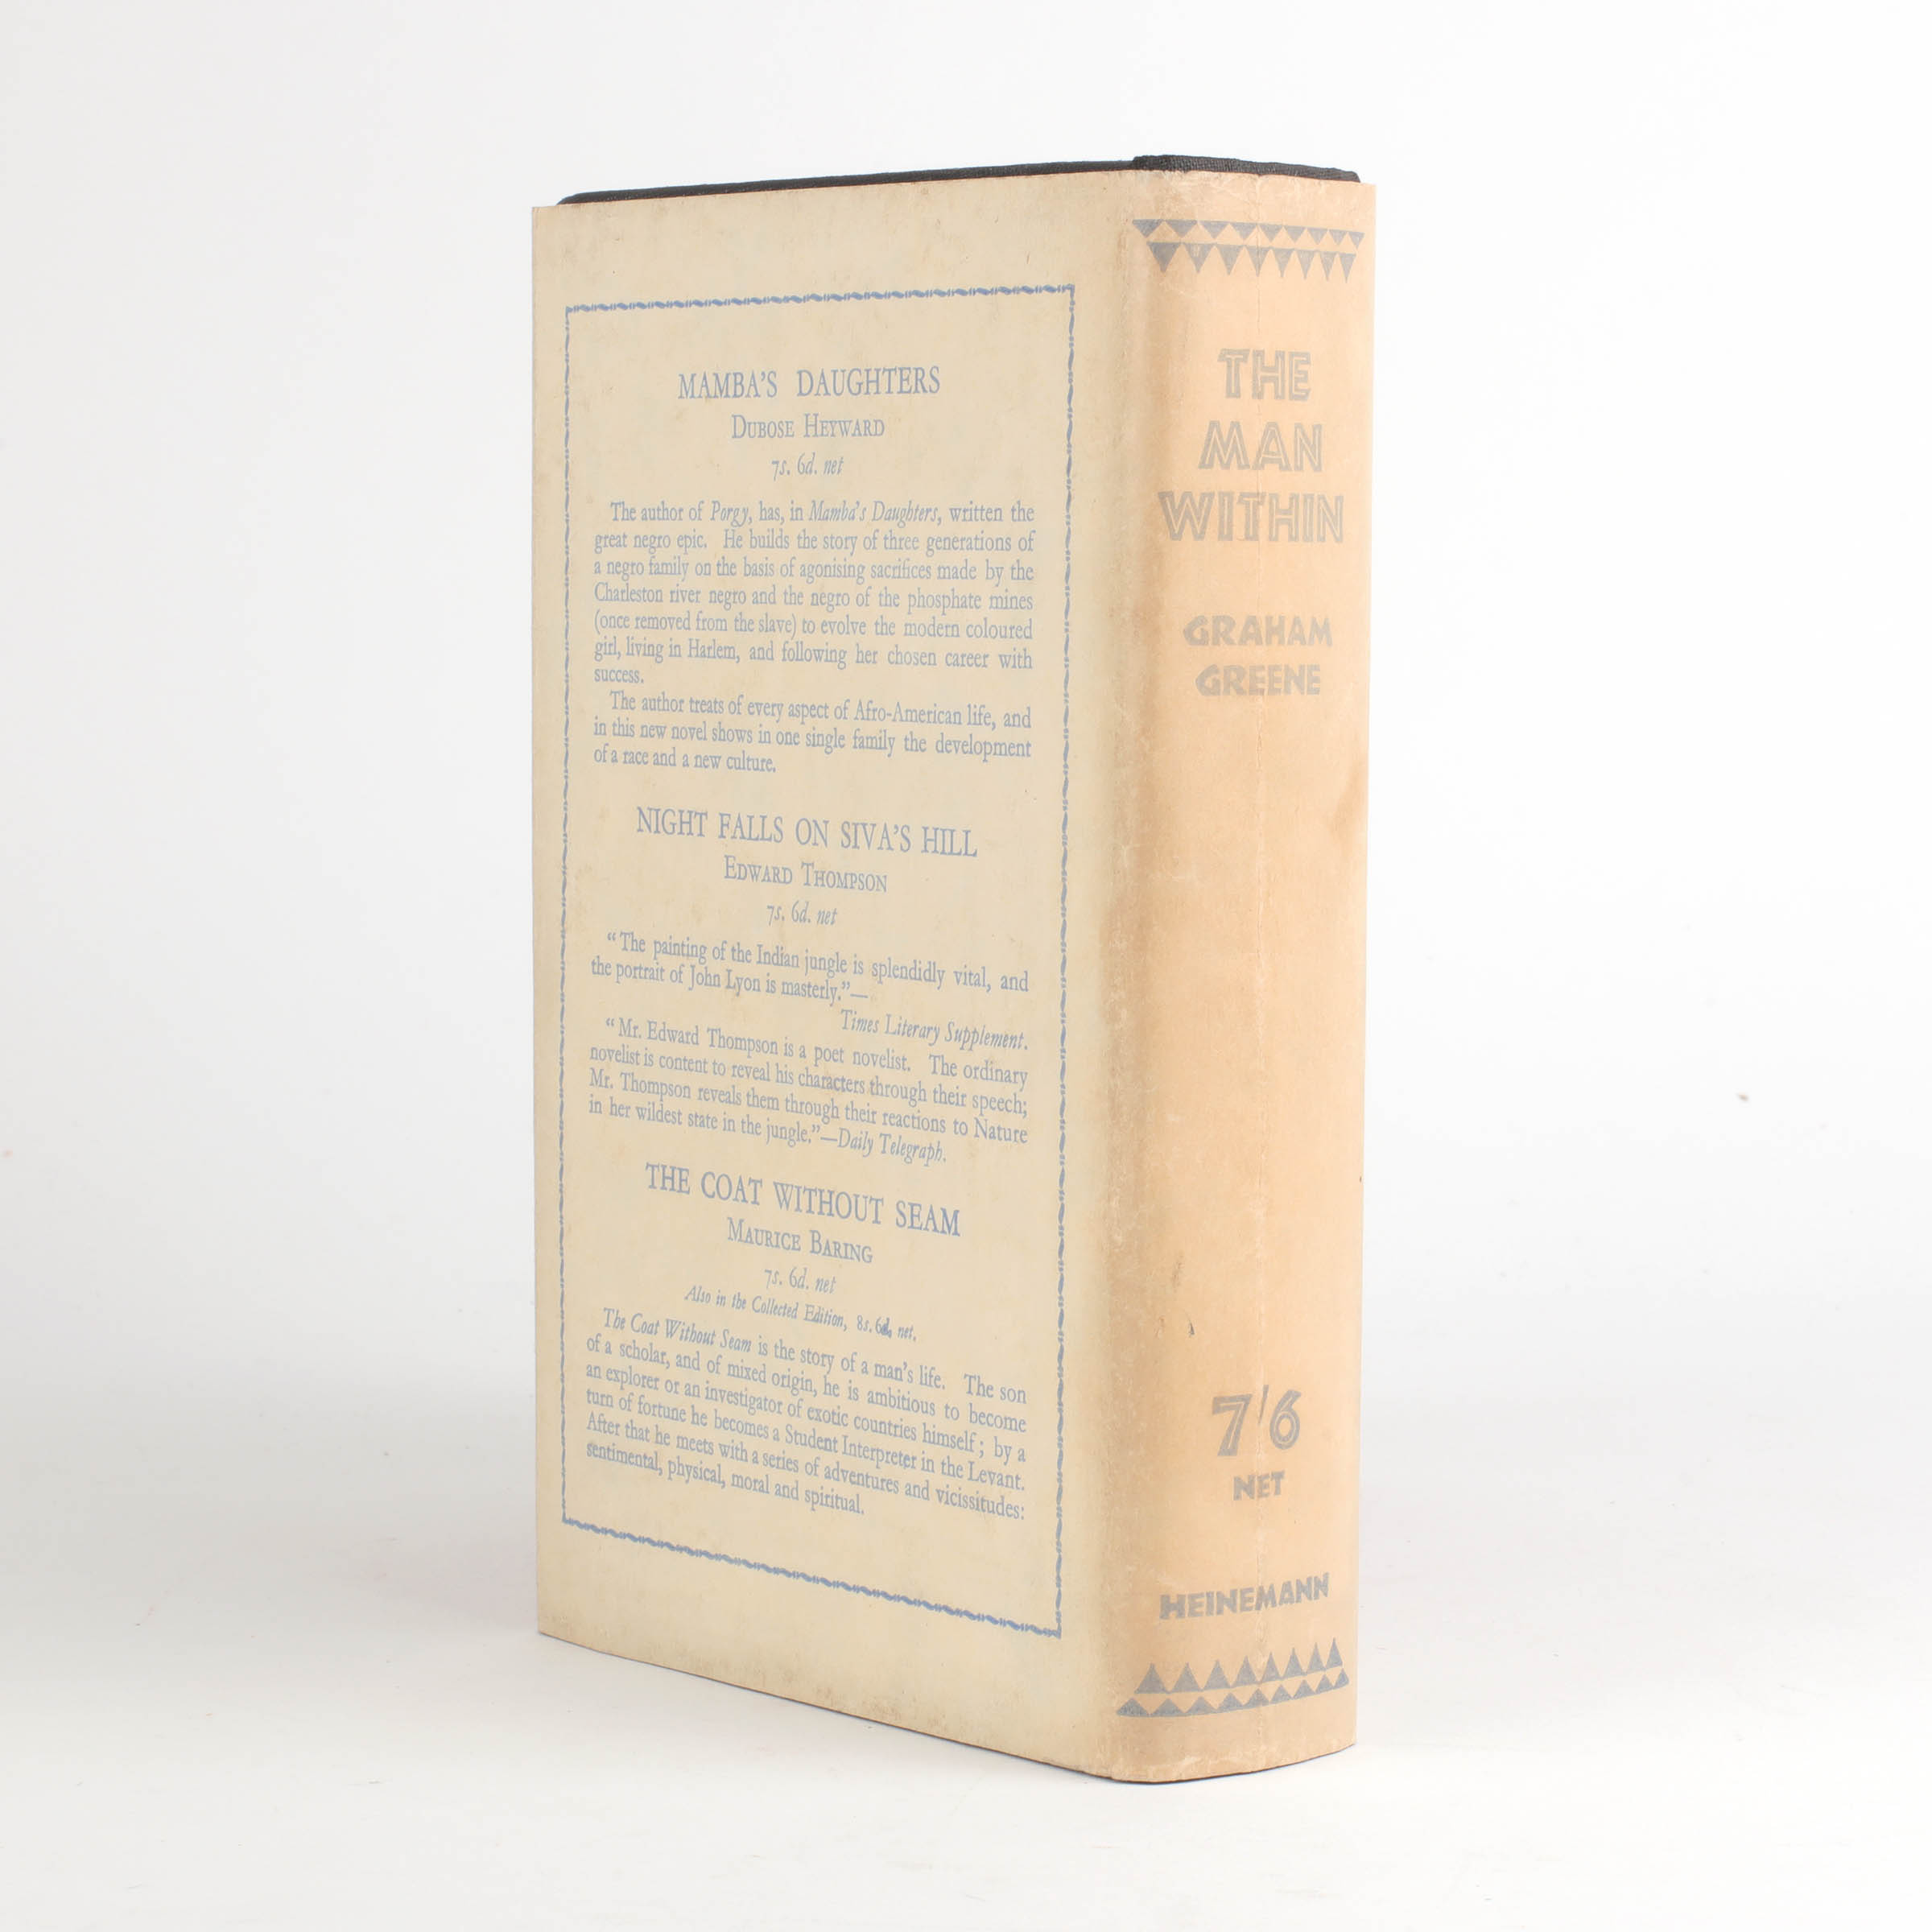 MAMBA'S DAUGHTERS
DUBOSE HEYWARD
7s. 6d. net
The author of Porgy, has, in Mamba's Daughters, written the
great negro epic. He builds the story of three generations of
a negro family on the basis of agonising sacrifices made by the
Charleston river negro and the negro of the phosphate mines
(once removed from the slave) to evolve the modern coloured
girl, living in Harlem, and following her chosen career with
success.
The author treats of every aspect of Afro-American life, and
in this new novel shows in one single family the development
of a race and a new culture.
NIGHT FALLS ON SIVA'S HILL
EDWARD THOMPSON
7s. 6d. net
"The painting of the Indian jungle is splendidly vital, and
the portrait of John Lyon is masterly."—
Times Literary Supplement.
"Mr. Edward Thompson is a poet novelist. The ordinary
novelist is content to reveal his characters through their speech;
Mr. Thompson reveals them through their reactions to Nature
in her wildest state in the jungle."—Daily Telegraph.
THE COAT WITHOUT SEAM
MAURICE BARING
7s. 6d. net
Also in the Collected Edition, 8s. 6d. net.
The Coat Without Seam is the story of a man's life. The son
of a scholar, and of mixed origin, he is ambitious to become
an explorer or an investigator of exotic countries himself; by a
turn of fortune he becomes a Student Interpreter in the Levant.
After that he meets with a series of adventures and vicissitudes:
sentimental, physical, moral and spiritual.
THE
MAN
WITHIN
GRAHAM
GREENE
7'6
NET
HEINEMANN